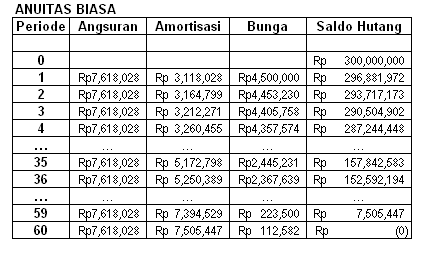 ANUITAS BIASA
Periode Angsuran Amortisasi Bunga Saldo Hutang
0 Rp 300,000,000
1 Rp7,618,028 Rp 3,118,028 Rp4,500,000 Rp 296,881,972
2 Rp7,618,028 Rp 3,164,799 Rp4,453,230 Rp 293,717,173
3 Rp7,618,028 Rp 3,212,271 Rp4,405,758 Rp 290,504,902
4 Rp7,618,028 Rp 3,260,455 Rp4,357,574 Rp 287,244,448
... ... ... ... ...
35 Rp7,618,028 Rp 5,172,798 Rp2,445,231 Rp 157,842,583
36 Rp7,618,028 Rp 5,250,389 Rp2,367,639 Rp 152,592,194
... ... ... ... ...
59 Rp7,618,028 Rp 7,394,529 Rp 223,500 Rp 7,505,447
60 Rp7,618,028 Rp 7,505,447 Rp 112,582 Rp (0)